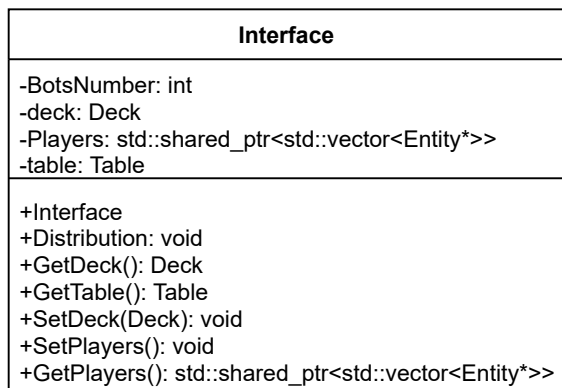 Interface
-BotsNumber: int
-deck: Deck
-Players: std::shared_ptr<std::vector<Entity*>>
-table: Table
+Interface
+Distribution: void
+GetDeck(): Deck
+GetTable(): Table
+SetDeck(Deck): void
+SetPlayers(): void
+GetPlayers(): std::shared_ptr<std::vector<Entity*>>